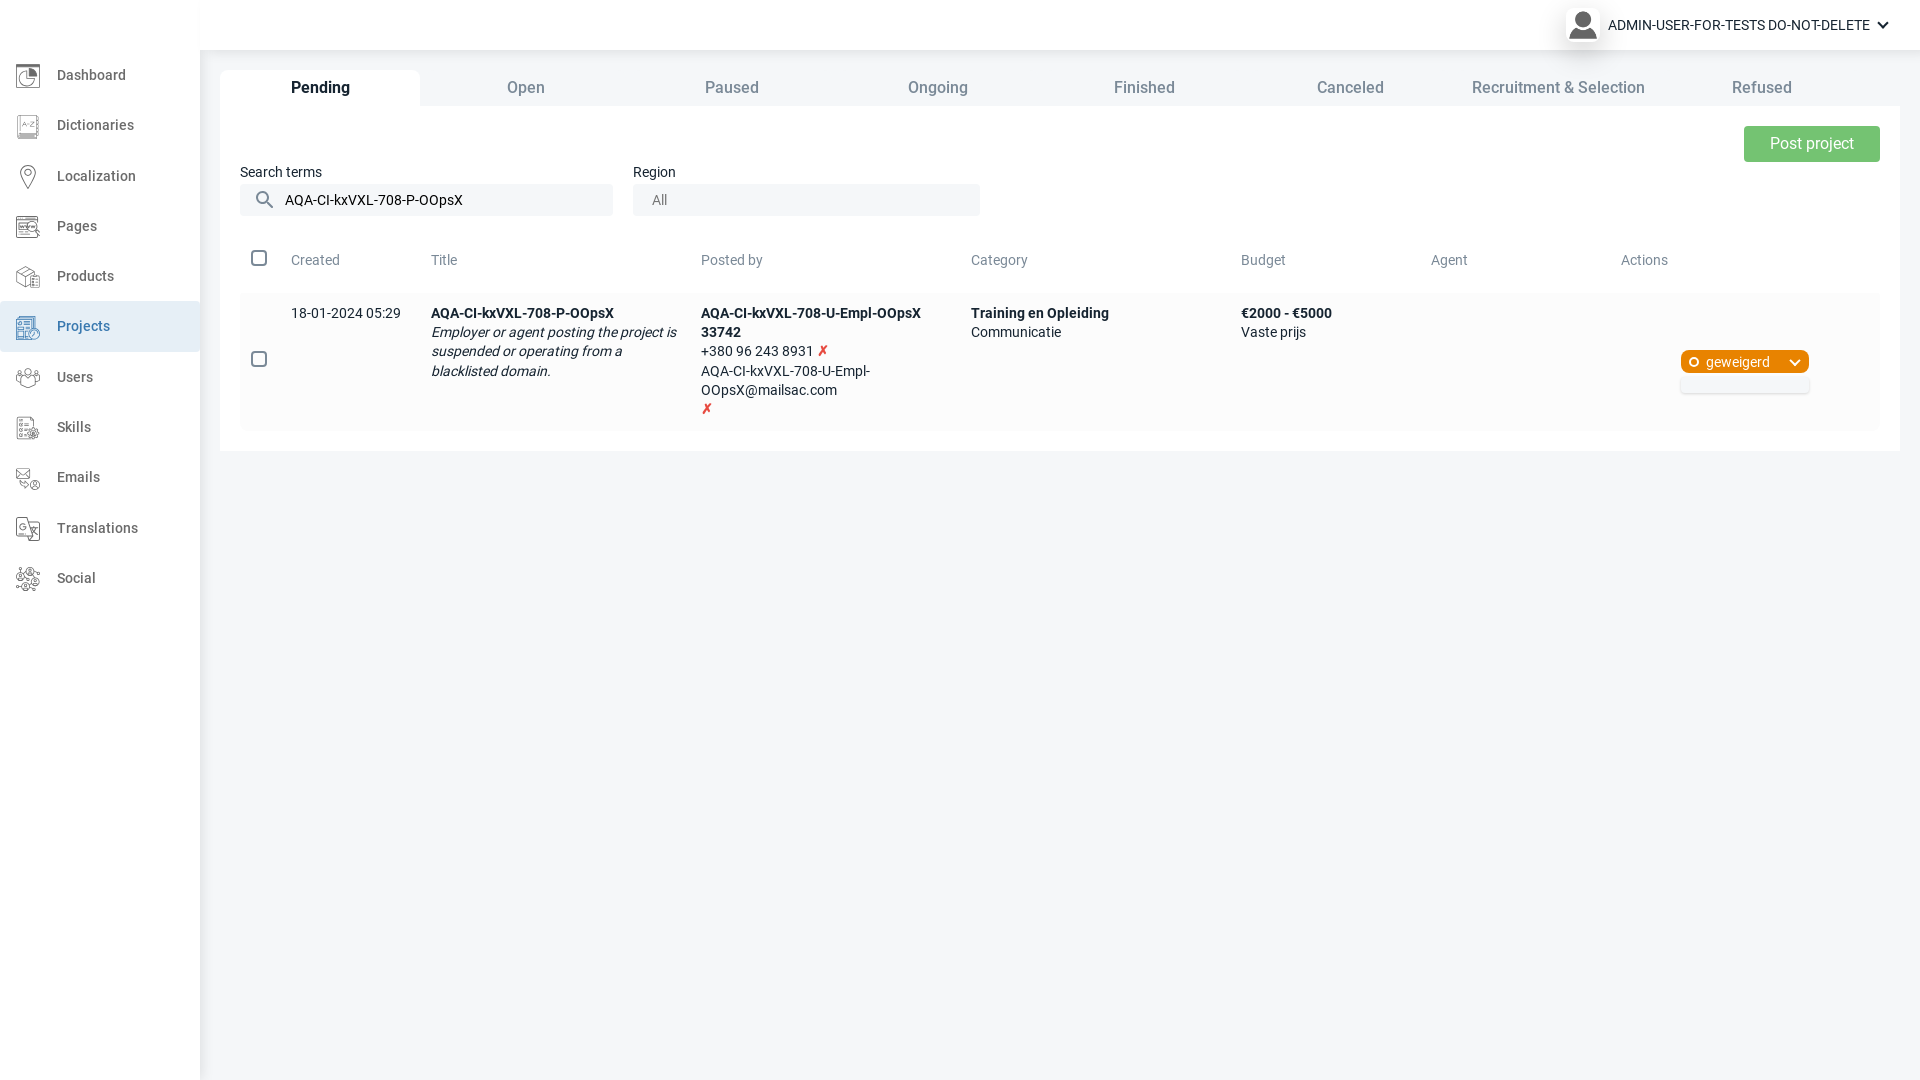 ADMIN-USER-FOR-TESTS DO-NOT-DELETE
Dashboard
Dictionaries
Localization
Pages
Products
Projects
Users
Skills
Emails
Translations
Social
Pending
Open
Paused
Ongoing
Finished
Canceled
Recruitment & Selection
Refused
Post project
Search terms
Region
AQA-CI-kxVXL-708-P-OOpsX
All
Created
Title
Posted by
Category
Budget
Agent
Actions
18-01-2024 05:29
AQA-CI-kxVXL-708-P-OOpsX
Employer or agent posting the project is
suspended or operating from a
blacklisted domain.
AQA-CI-kxVXL-708-U-Empl-OOpsX
33742
+380 96 243 8931 ✗
AQA-CI-kxVXL-708-U-Empl-
OOpsX@mailsac.com
✗
Training en Opleiding
Communicatie
€2000 - €5000
Vaste prijs
geweigerd